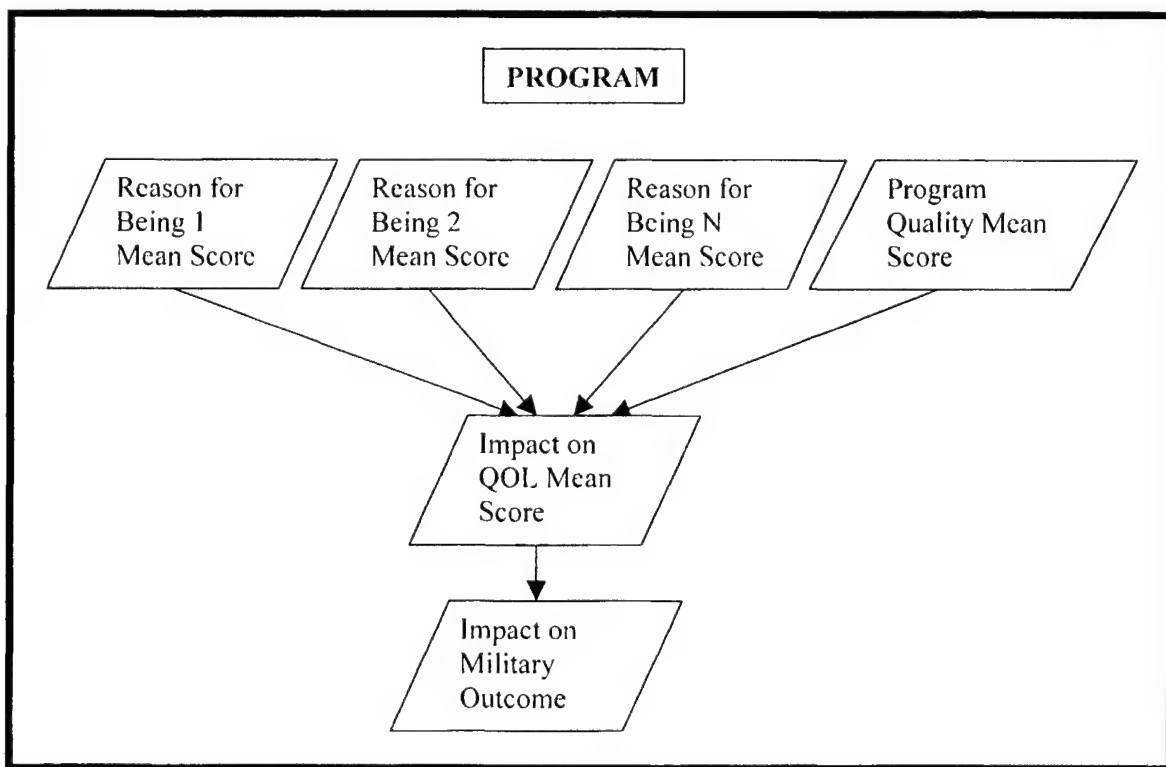 PROGRAM
Reason for
Being 1
Mean Score
Reason for
Being 2
Mean Score
Reason for
Being N
Mean Score
Program
Quality Mean
Score
Impact on
QOL Mean
Score
Impact on
Military
Outcome